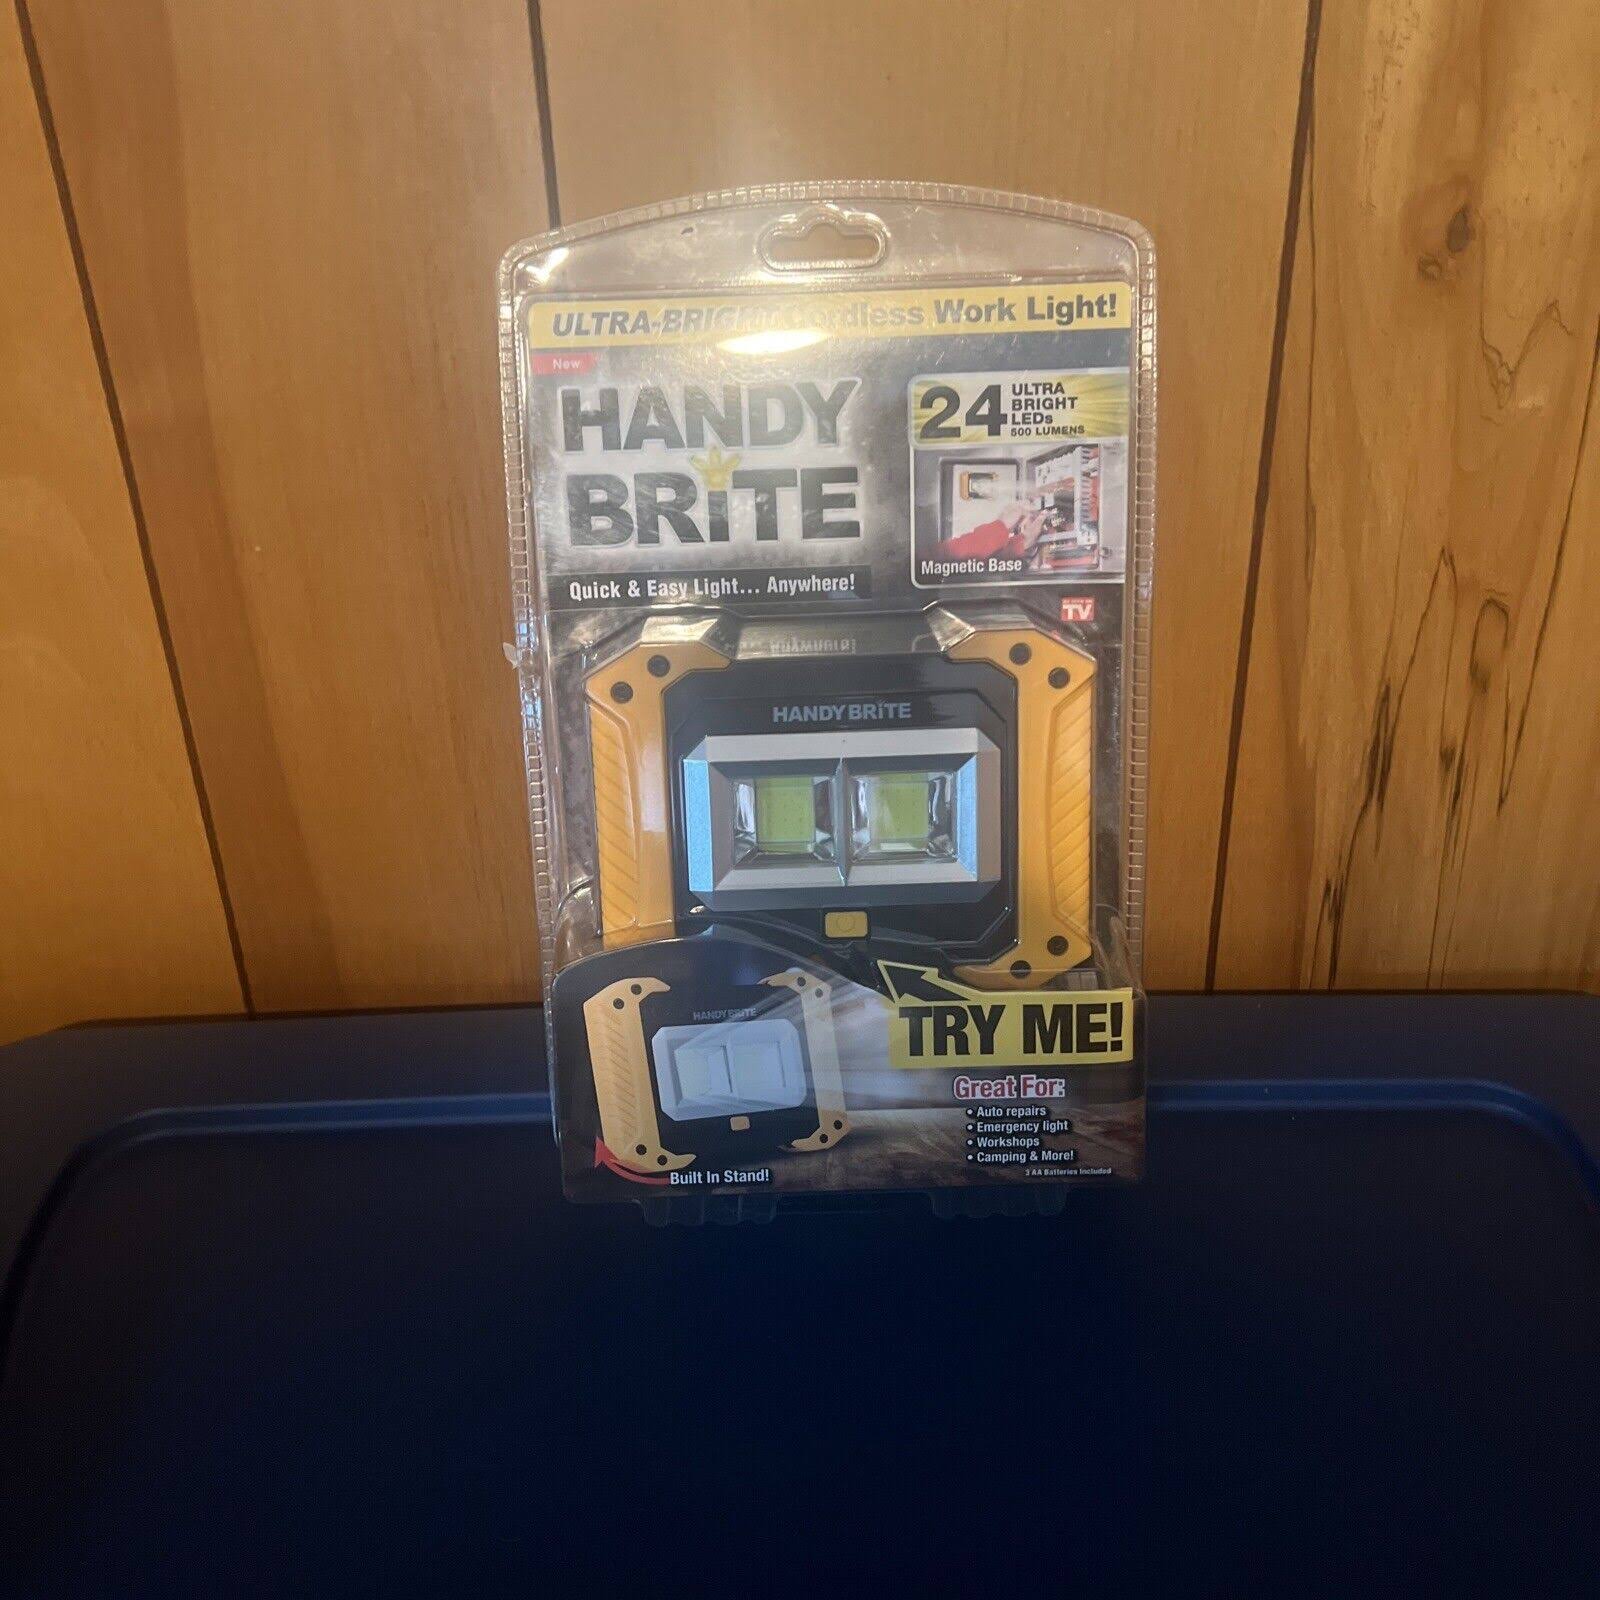 ULTRA-BRIGHT Cordless Work Light!
New
HANDY
BRiTE
Quick & Easy Light... Anywhere!
24 ULTRA
BRIGHT
LEDs
500 LUMENS
Magnetic Base
TV
HANDY BRiTE
HANDY BRiTE
TRY ME!
Great For:
• Auto repairs
• Emergency light
• Workshops
• Camping & More!
3 AA Batteries Included
Built In Stand!